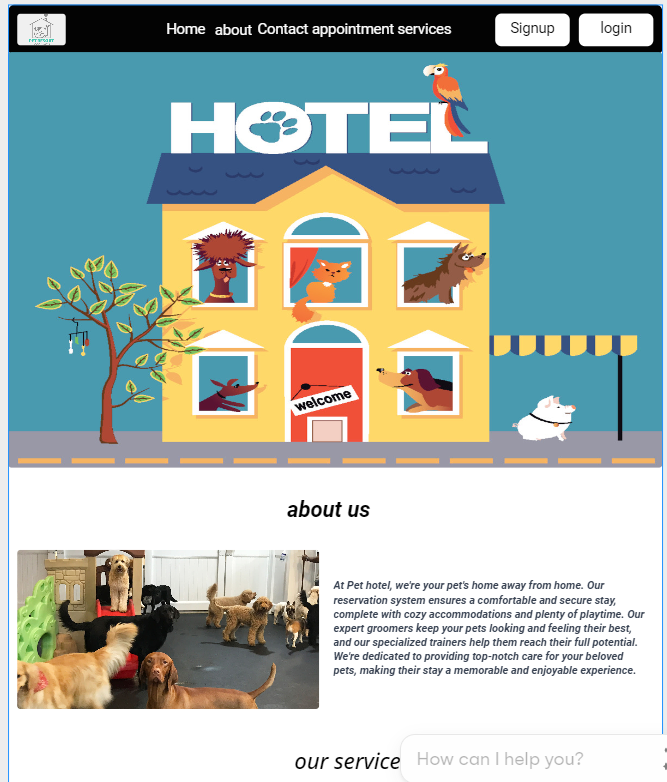 Home about Contact appointment services
Signup
login
HOTEL
welcome
about us
At Pet hotel, we're your pet's home away from home. Our
reservation system ensures a comfortable and secure stay,
complete with cozy accommodations and plenty of playtime. Our
expert groomers keep your pets looking and feeling their best,
and our specialized trainers help them reach their full potential.
We're dedicated to providing top-notch care for your beloved
pets, making their stay a memorable and enjoyable experience.
our service
How can I help you?